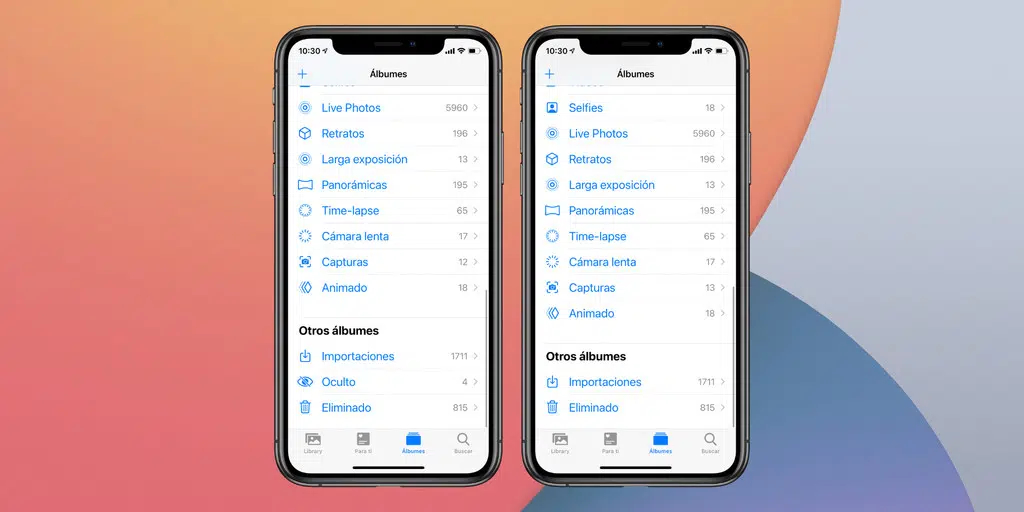 10:30
Álbumes
Live Photos 5960
Retratos 196
Larga exposición 13
Panorámicas 195
Time-lapse 65
Cámara lenta 17
Capturas 12
Animado 18
Otros álbumes
Importaciones 1711
Oculto 4
Eliminado 815
Library Para ti Álbumes Buscar
10:30
Álbumes
Selfies 18
Live Photos 5960
Retratos 196
Larga exposición 13
Panorámicas 195
Time-lapse 65
Cámara lenta 17
Capturas 13
Animado 18
Otros álbumes
Importaciones 1711
Eliminado 815
Library Para ti Álbumes Buscar